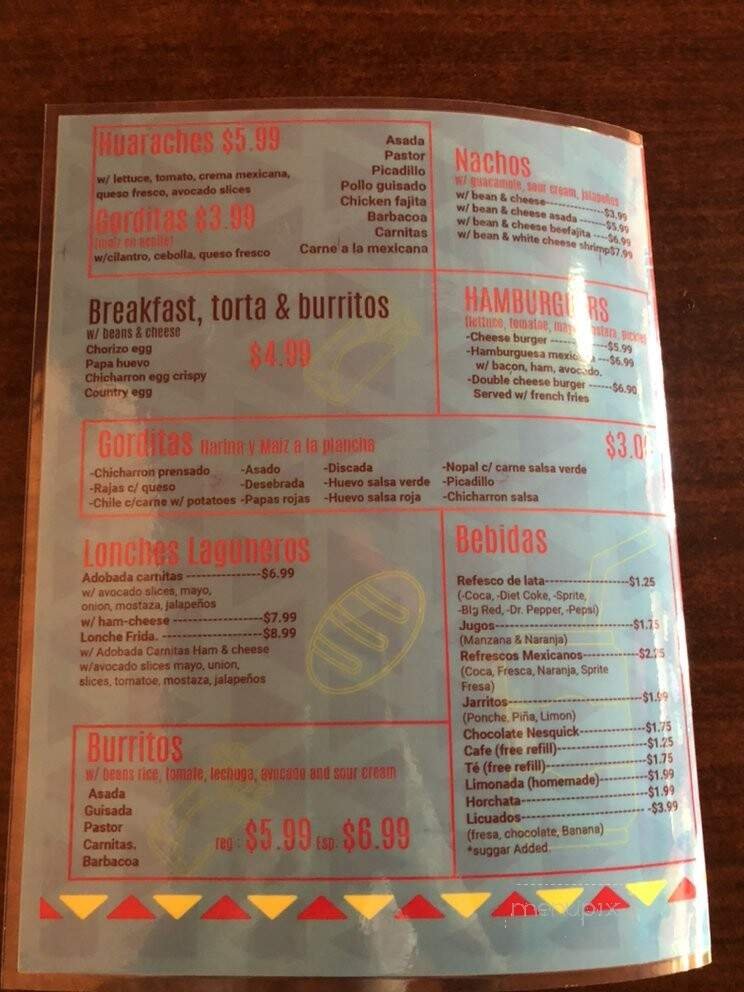 Huaraches $5.99
w/ lettuce, tomato, crema mexicana,
queso fresco, avocado slices
Gorditas $3.99
(maiz en aceite)
w/cilantro, cebolla, queso fresco
Asada
Pastor
Picadillo
Pollo guisado
Chicken fajita
Barbacoa
Carnitas
Carne a la mexicana
Nachos
w/ guacamole, sour cream, jalapeños
w/ bean & cheese---------------$3.99
w/ bean & cheese asada ------$5.99
w/ bean & cheese beefajita ----$6.99
w/ bean & white cheese shrimp$7.99
Breakfast, torta & burritos
w/ beans & cheese
Chorizo egg
Papa huevo
Chicharron egg crispy
Country egg
$4.99
HAMBURGUERS
(lettuce, tomatoe,
-Cheese burger ------------$5.99
-Hamburguesa mexicana ---$6.99
w/ bacon, ham, avocado.
-Double cheese burger ------$6.90
Served w/ french fries
Gorditas Harina y Maiz a la plancha
-Chicharron prensado
-Rajas c/ queso
-Chile c/carne w/ potatoes
-Asado
-Desebrada
-Papas rojas
-Discada
-Huevo salsa verde
-Huevo salsa roja
-Nopal c/ carne salsa verde
-Picadillo
-Chicharron salsa
Lonches Laguneros
Adobada carnitas ---------------$6.99
w/ avocado slices, mayo,
onion, mostaza, jalapeños
w/ ham-cheese ------------------$7.99
Lonche Frida. --------------------$8.99
w/ Adobada Carnitas Ham & cheese
w/avocado slices mayo, union,
slices, tomatoe, mostaza, jalapeños
Bebidas
Refesco de lata-----------------$1.25
(-Coca, -Diet Coke, -Sprite,
-Big Red, -Dr. Pepper, -Pepsi)
Jugos----------------------------$1.75
(Manzana & Naranja)
Refrescos Mexicanos-----------$2.25
(Coca, Fresca, Naranja, Sprite
Fresa)
Jarritos---------------------------$1.99
(Ponche, Piña, Limon)
Chocolate Nesquick-------------$1.75
Cafe (free refill)-----------------$1.25
Té (free refill)--------------------$1.75
Limonada (homemade)----------$1.99
Horchata-------------------------$1.99
Licuados-------------------------$3.99
(fresa, chocolate, Banana)
*suggar Added.
Burritos
w/ beans rice, tomate, lechuga, avocado and sour cream
Asada
Guisada
Pastor
Carnitas.
Barbacoa
reg : $5.99 Esp. $6.99
menupix